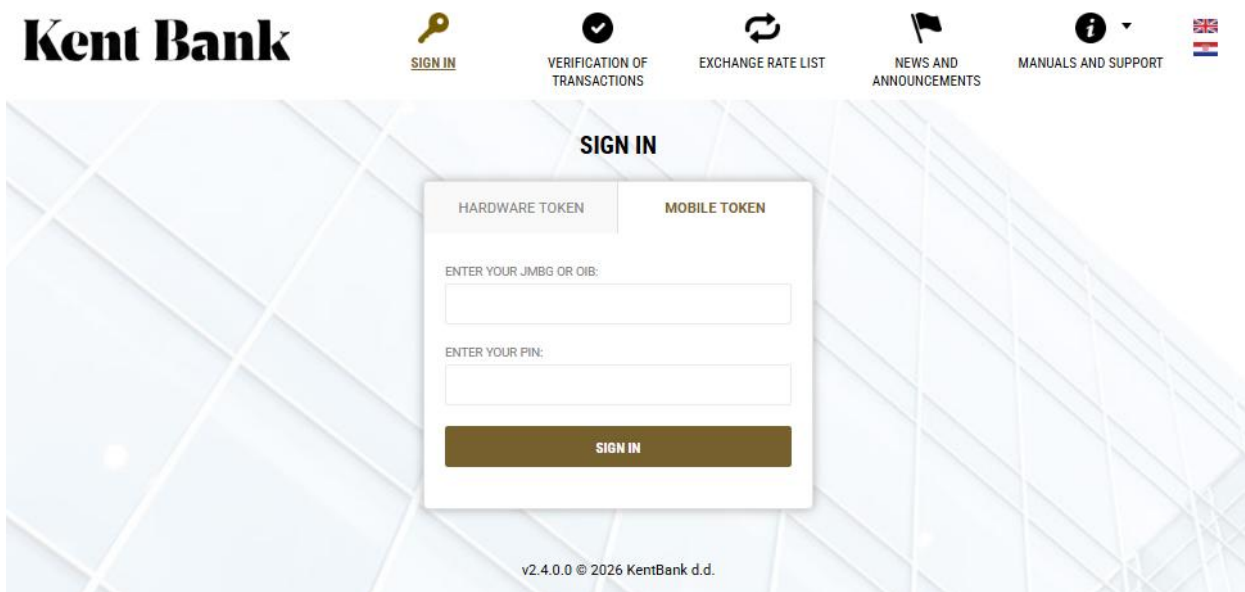 Kent Bank
SIGN IN
VERIFICATION OF
TRANSACTIONS
EXCHANGE RATE LIST
NEWS AND
ANNOUNCEMENTS
MANUALS AND SUPPORT
SIGN IN
HARDWARE TOKEN
MOBILE TOKEN
ENTER YOUR JMBG OR OIB:
ENTER YOUR PIN:
SIGN IN
v2.4.0.0 © 2026 KentBank d.d.